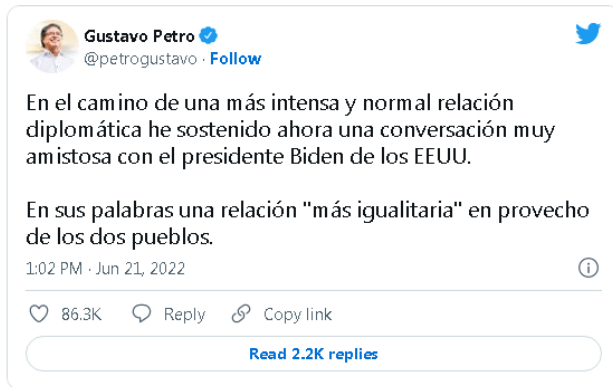 Gustavo Petro
@petrogustavo · Follow
En el camino de una más intensa y normal relación
diplomática he sostenido ahora una conversación muy
amistosa con el presidente Biden de los EEUU.
En sus palabras una relación "más igualitaria" en provecho
de los dos pueblos.
1:02 PM · Jun 21, 2022
86.3K Reply Copy link
Read 2.2K replies